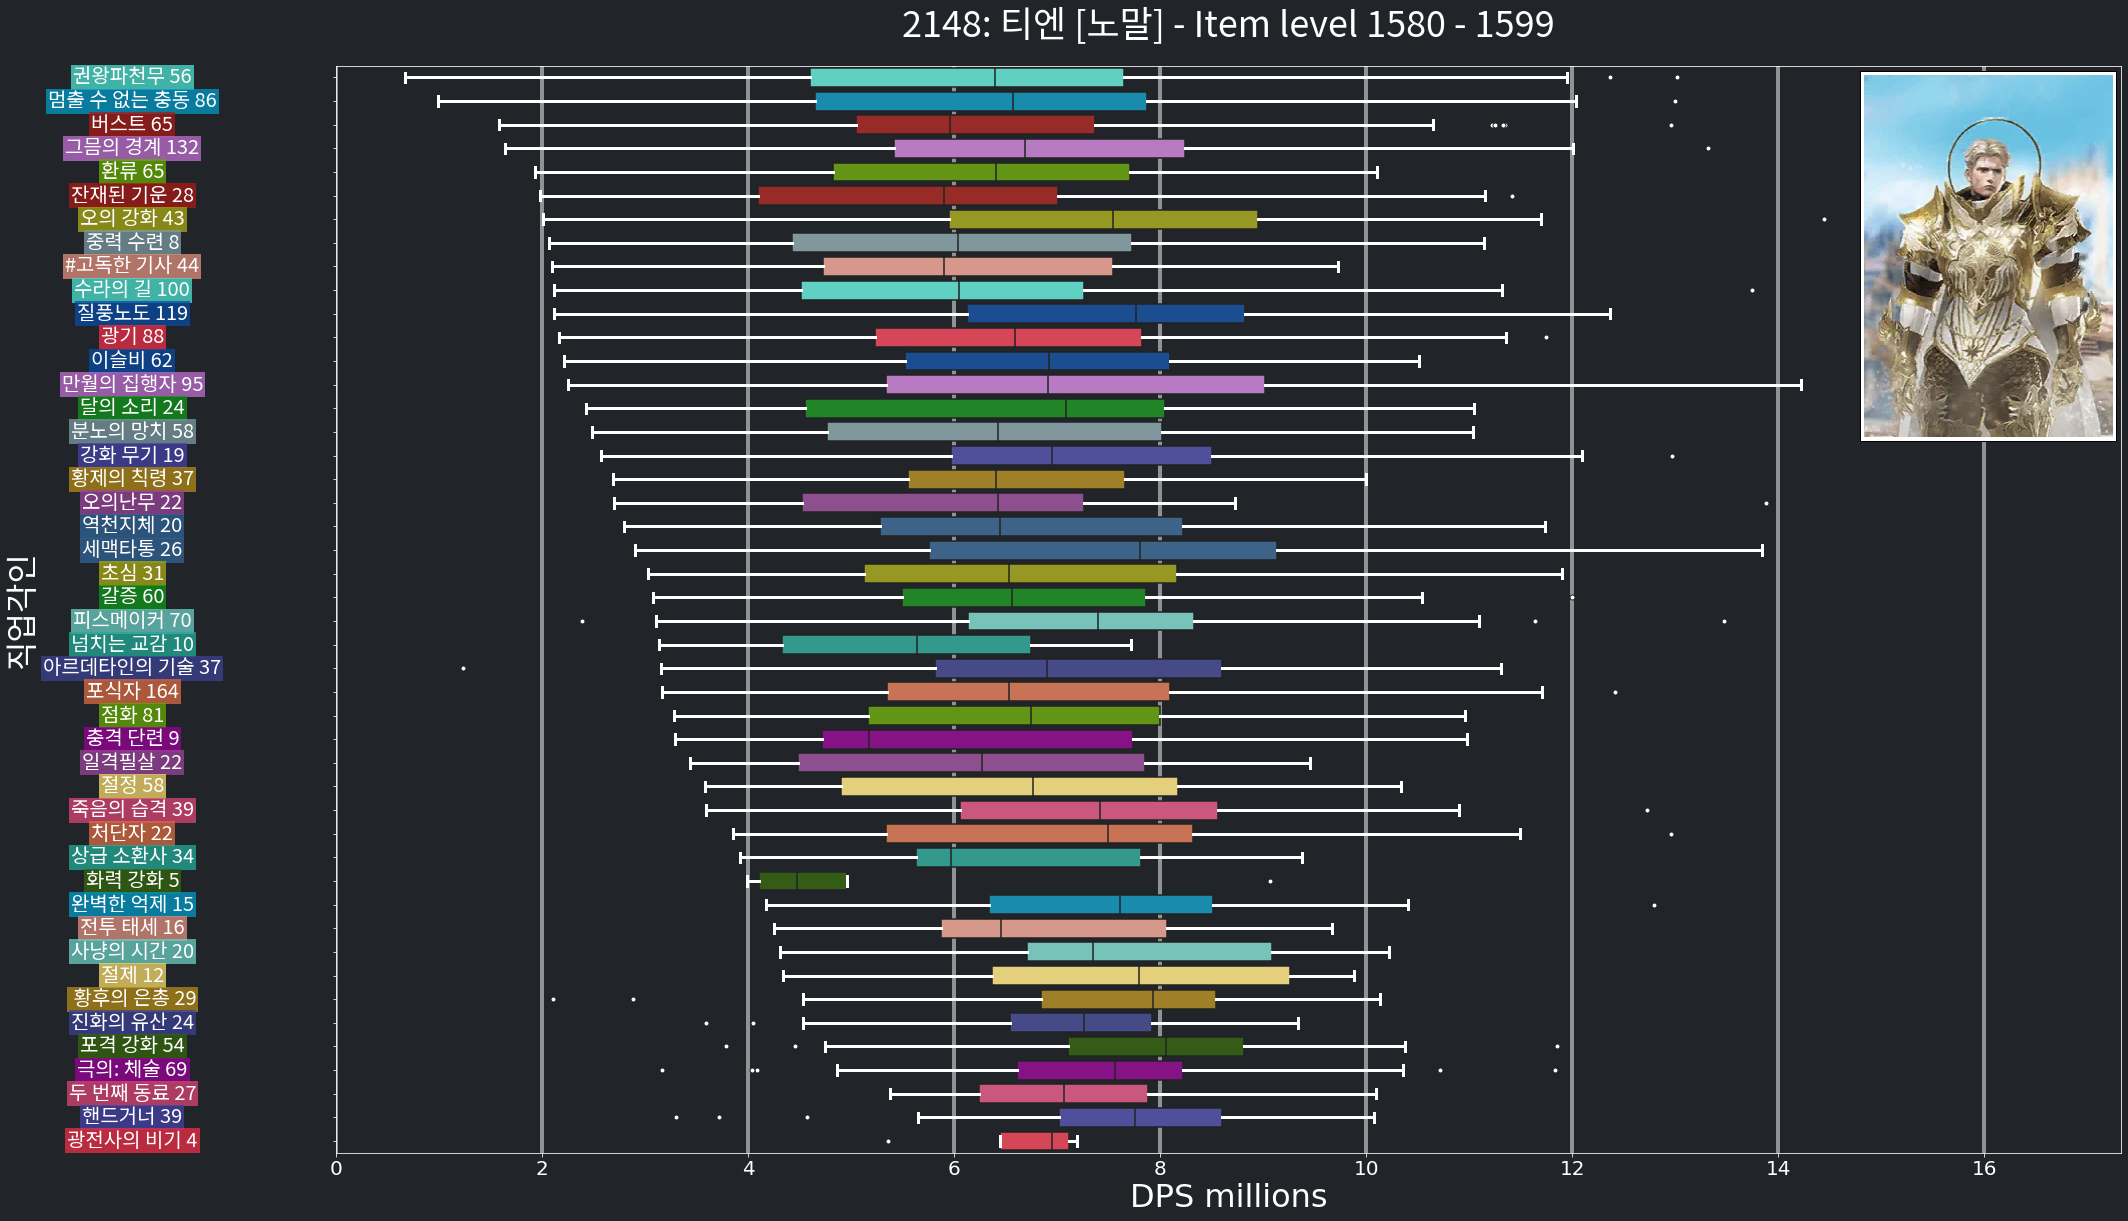 2148: 티엔 [노말] - Item level 1580 - 1599
권왕파천무 56
멈출 수 없는 충동 86
버스트 65
그믐의 경계 132
환류 65
잔재된 기운 28
오의 강화 43
중력 수련 8
#고독한 기사 44
수라의 길 100
질풍노도 119
광기 88
이슬비 62
만월의 집행자 95
달의 소리 24
분노의 망치 58
강화 무기 19
황제의 칙령 37
오의난무 22
역천지체 20
세맥타통 26
초심 31
갈증 60
피스메이커 70
넘치는 교감 10
아르데타인의 기술 37
포식자 164
점화 81
충격 단련 9
일격필살 22
절정 58
죽음의 습격 39
처단자 22
상급 소환사 34
화력 강화 5
완벽한 억제 15
전투 태세 16
사냥의 시간 20
절제 12
황후의 은총 29
진화의 유산 24
포격 강화 54
극의: 체술 69
두 번째 동료 27
핸드거너 39
광전사의 비기 4
직업각인
0 2 4 6 8 10 12 14 16
DPS millions